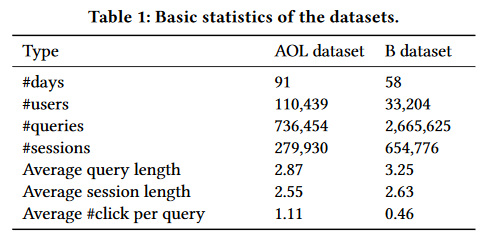 Table 1: Basic statistics of the datasets.
Type AOL dataset B dataset
#days 91 58
#users 110,439 33,204
#queries 736,454 2,665,625
#sessions 279,930 654,776
Average query length 2.87 3.25
Average session length 2.55 2.63
Average #click per query 1.11 0.46